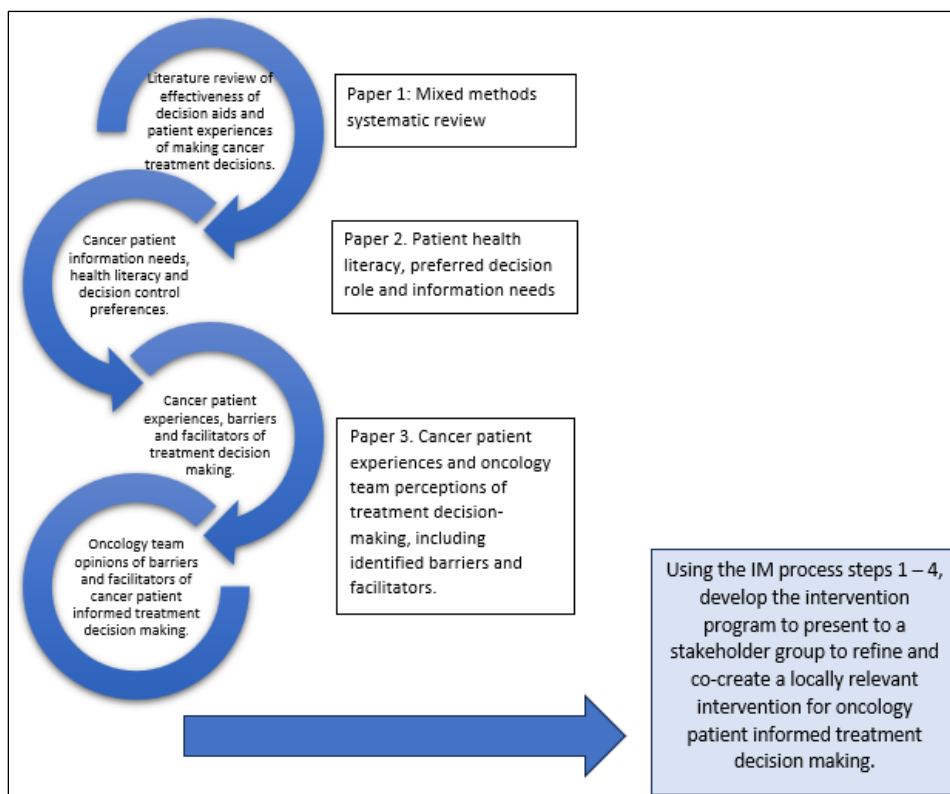 Literature review of
effectiveness of
decision aids and
patient experiences
of making cancer
treatment decisions.
Paper 1: Mixed methods
systematic review
Cancer patient
information needs,
health literacy and
decision control
preferences.
Paper 2. Patient health
literacy, preferred decision
role and information needs
Cancer patient
experiences, barriers
and facilitators of
treatment decision
making.
Paper 3. Cancer patient
experiences and oncology
team perceptions of
treatment decision-
making, including
identified barriers and
facilitators.
Oncology team
opinions of barriers
and facilitators of
cancer patient
informed treatment
decision making.
Using the IM process steps 1 – 4,
develop the intervention
program to present to a
stakeholder group to refine and
co-create a locally relevant
intervention for oncology
patient informed treatment
decision making.